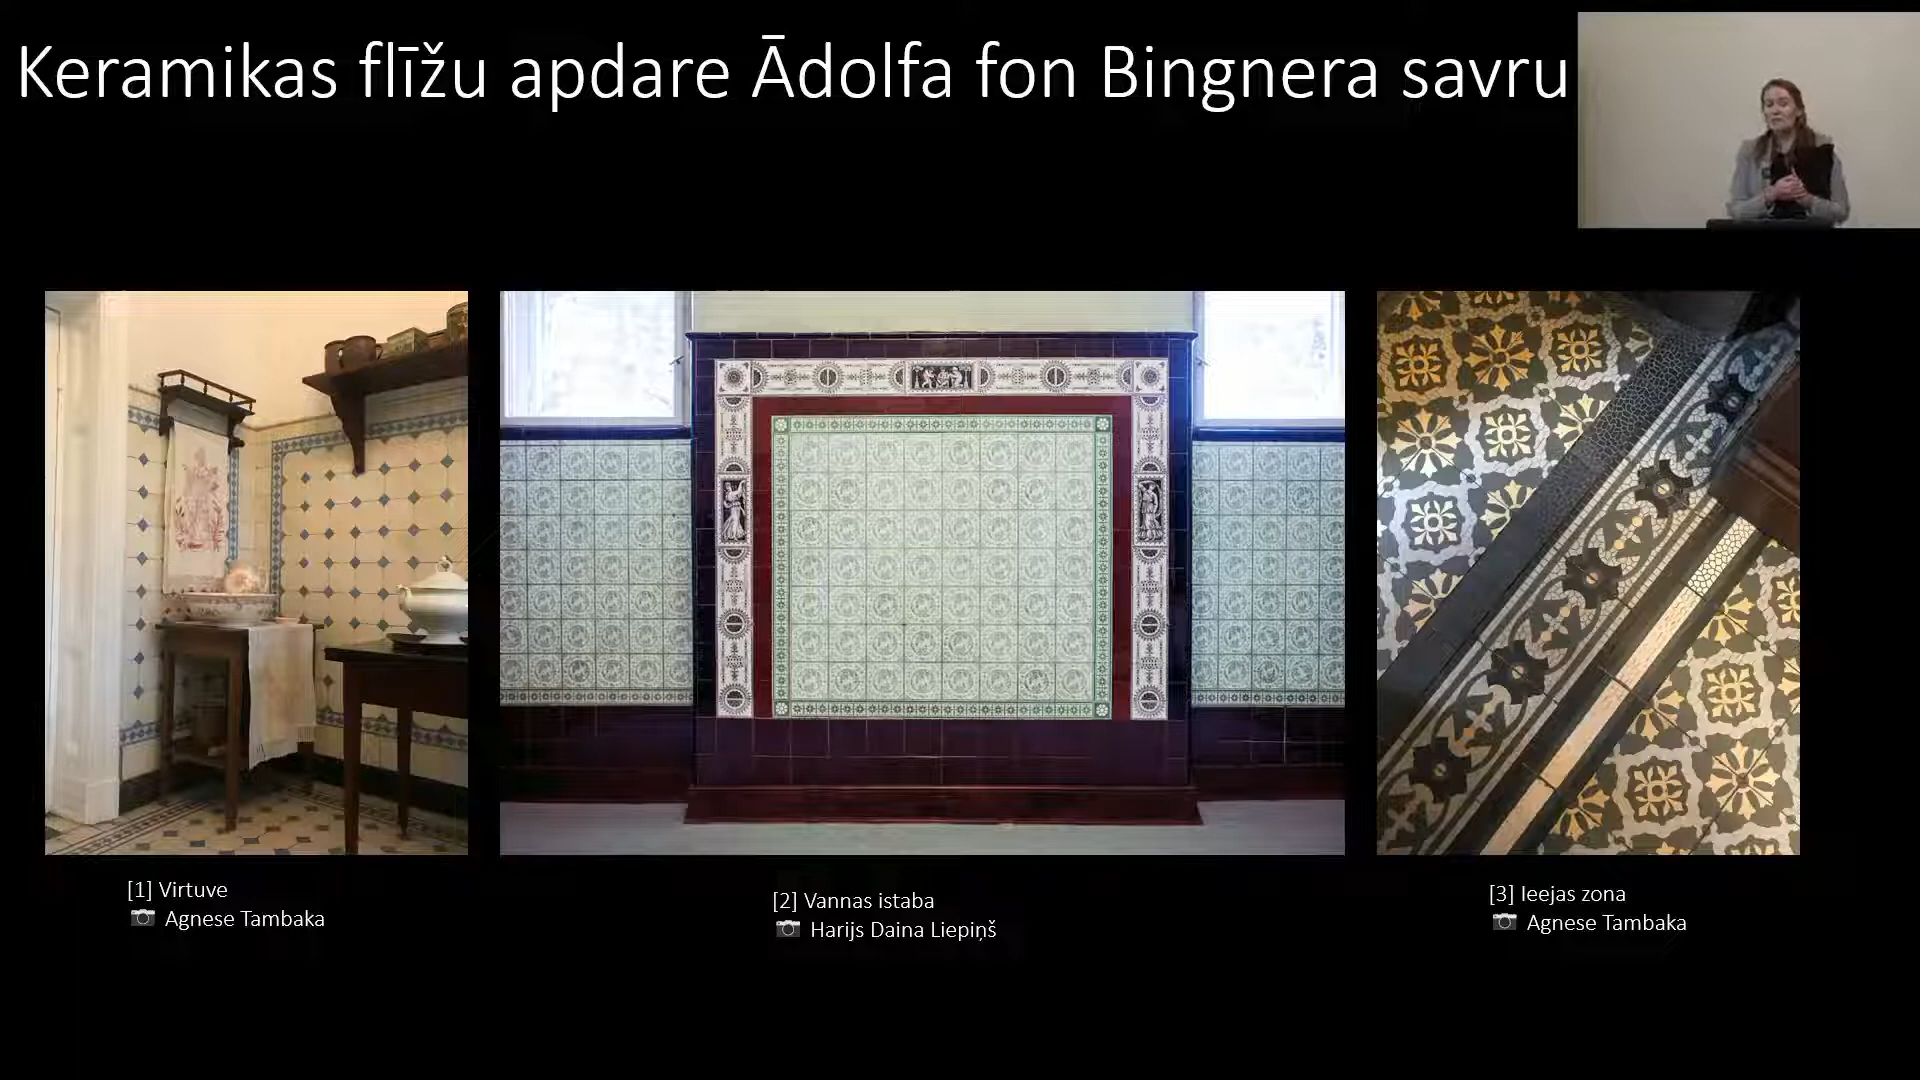 Keramikas flīžu apdare Ādolfa fon Bingnera savru
[1] Virtuve
Agnese Tambaka
[2] Vannas istaba
Harijs Daina Liepiņš
[3] Ieejas zona
Agnese Tambaka